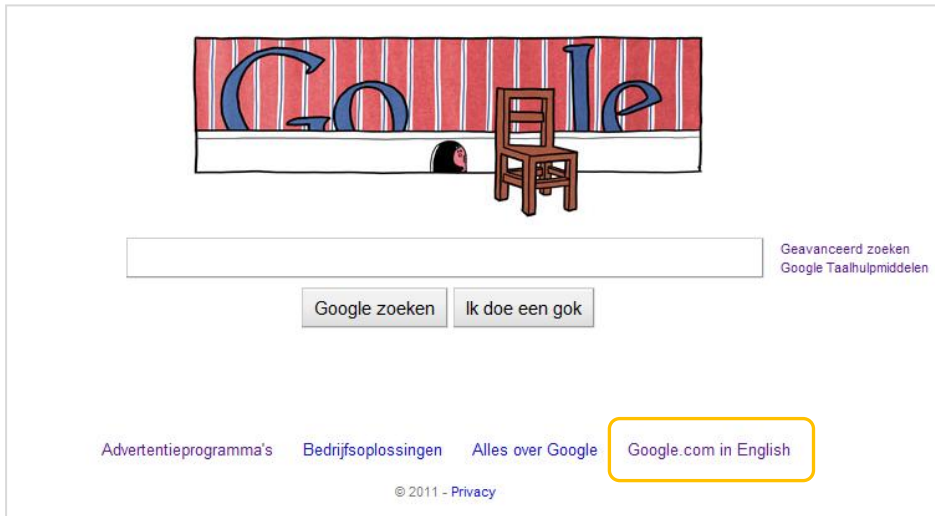 Google
Geavanceerd zoeken
Google Taalhulpmiddelen
Google zoeken
Ik doe een gok
Advertentieprogramma's Bedrijfsoplossingen Alles over Google Google.com in English
© 2011 - Privacy